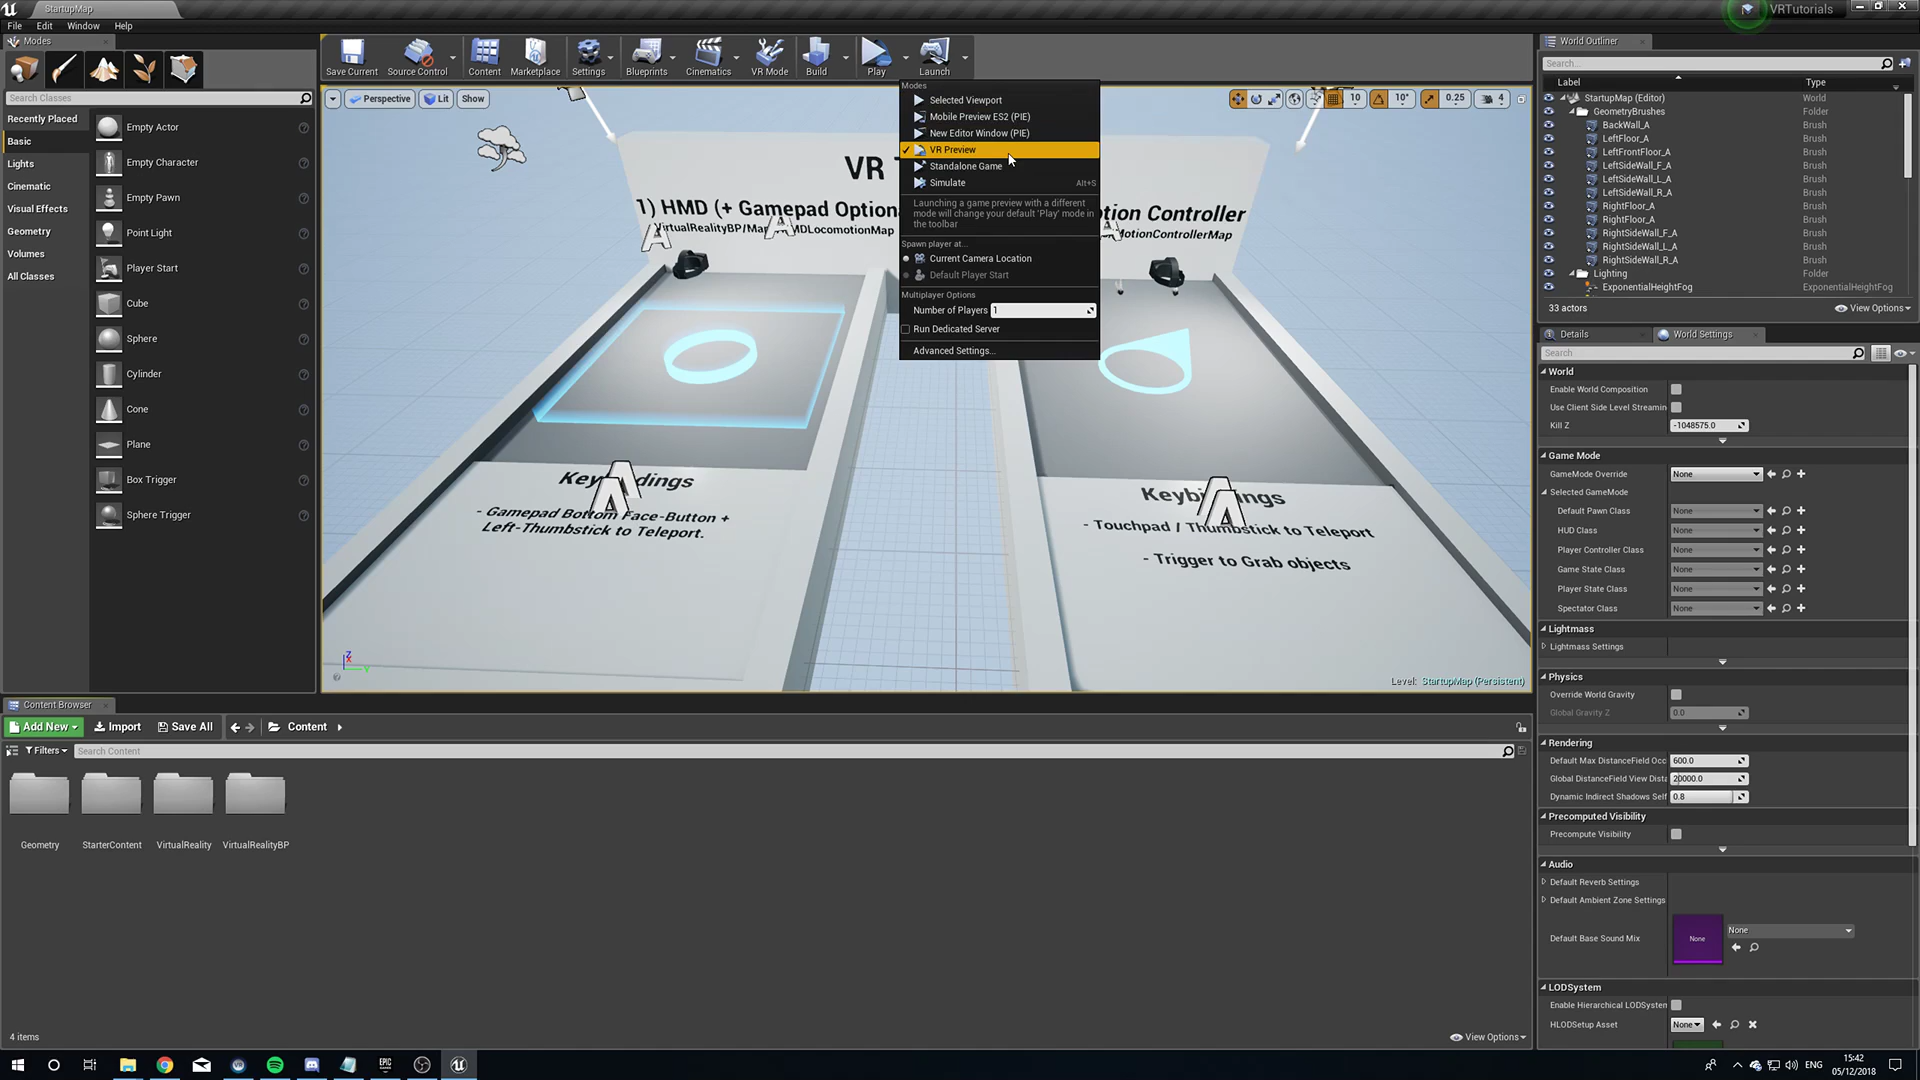 StartupMap
VRTutorials
File Edit Window Help
Modes
Search Classes
Recently Placed
Basic
Lights
Cinematic
Visual Effects
Geometry
Volumes
All Classes
Empty Actor
Empty Character
Empty Pawn
Point Light
Player Start
Cube
Sphere
Cylinder
Cone
Plane
Box Trigger
Sphere Trigger
Save Current Source Control Content Marketplace Settings Blueprints Cinematics VR Mode Build Play Launch
Perspective Lit Show
10 10° 0.25 4
Modes
Selected Viewport
Mobile Preview ES2 (PIE)
New Editor Window (PIE)
VR Preview
Standalone Game
Simulate Alt+S
Launching a game preview with a different
mode will change your default 'Play' mode in
the toolbar
Spawn player at...
Current Camera Location
Default Player Start
Multiplayer Options
Number of Players 1
Run Dedicated Server
Advanced Settings...
VR
1) HMD (+ Gamepad Optiona
otion Controller
MotionControllerMap
- Gamepad Bottom Face-Button +
Left-Thumbstick to Teleport.
- Touchpad / Thumbstick to Teleport
- Trigger to Grab objects
Level: StartupMap (Persistent)
World Outliner
Search...
Label Type
StartupMap (Editor) World
GeometryBrushes Folder
BackWall_A Brush
LeftFloor_A Brush
LeftFrontFloor_A Brush
LeftSideWall_F_A Brush
LeftSideWall_L_A Brush
LeftSideWall_R_A Brush
RightFloor_A Brush
RightFloor_A Brush
RightSideWall_F_A Brush
RightSideWall_L_A Brush
RightSideWall_R_A Brush
Lighting Folder
ExponentialHeightFog ExponentialHeightFog
33 actors View Options
Details World Settings
Search
World
Enable World Composition
Use Client Side Level Streamin
Kill Z -1048575.0
Game Mode
GameMode Override None
Selected GameMode
Default Pawn Class None
HUD Class None
Player Controller Class None
Game State Class None
Player State Class None
Spectator Class None
Lightmass
Lightmass Settings
Physics
Override World Gravity
Global Gravity Z 0.0
Rendering
Default Max DistanceField Occ 600.0
Global DistanceField View Dista 20000.0
Dynamic Indirect Shadows Self 0.8
Precomputed Visibility
Precompute Visibility
Audio
Default Reverb Settings
Default Ambient Zone Settings
Default Base Sound Mix None None
LODSystem
Enable Hierarchical LODSystem
HLODSetup Asset None
Content Browser
Add New Import Save All Content
Filters Search Content
Geometry StarterContent VirtualReality VirtualRealityBP
4 items View Options
EPIC
ENG
15:42
05/12/2018